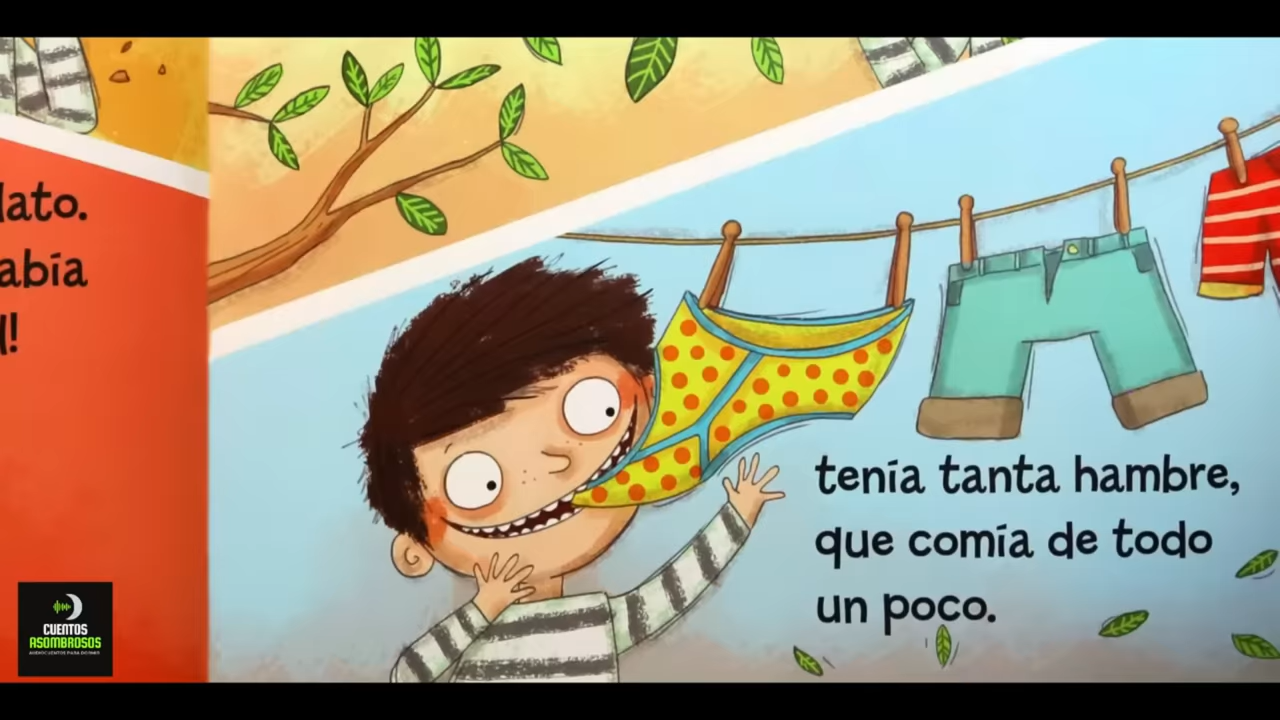 lato.
abía
!
tenía tanta hambre,
que comía de todo
un poco.
CUENTOS
ASOMBROSOS